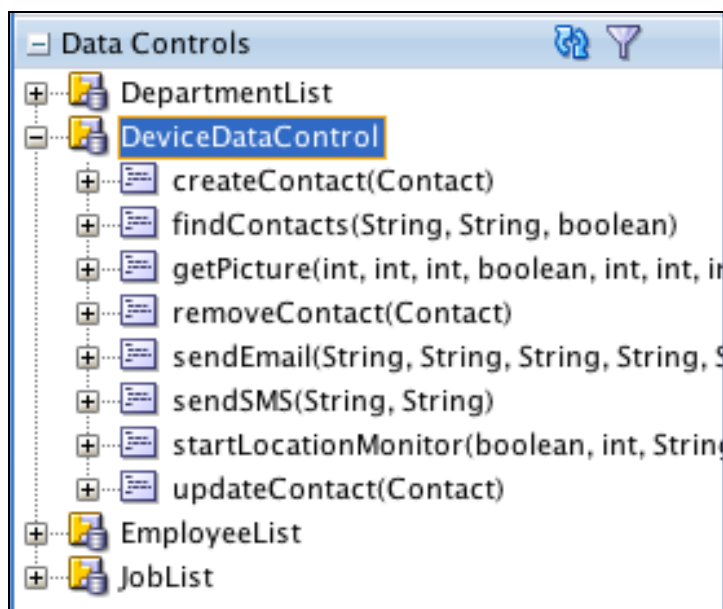 Data Controls
DepartmentList
DeviceDataControl
createContact(Contact)
findContacts(String, String, boolean)
getPicture(int, int, int, boolean, int, int,
removeContact(Contact)
sendEmail(String, String, String, String,
sendSMS(String, String)
startLocationMonitor(boolean, int,
updateContact(Contact)
EmployeeList
JobList